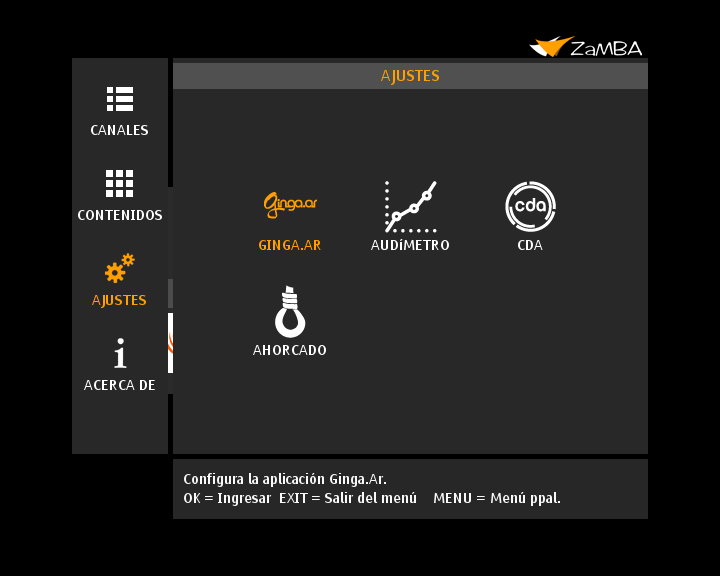 ZaMBA
AJUSTES
CANALES
CONTENIDOS
AJUSTES
ACERCA DE
Ginga.ar
cda
GINGA.AR
AUDíMETRO
CDA
AHORCADO
Configura la aplicación Ginga.Ar.
OK = Ingresar EXIT = Salir del menú MENU = Menú ppal.